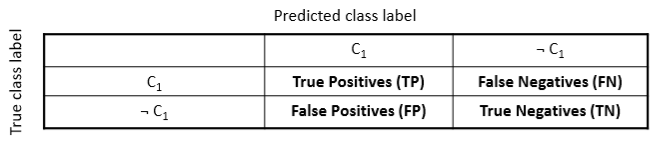 Predicted class label
True class label
C₁ ¬ C₁
C₁ True Positives (TP) False Negatives (FN)
¬ C₁ False Positives (FP) True Negatives (TN)